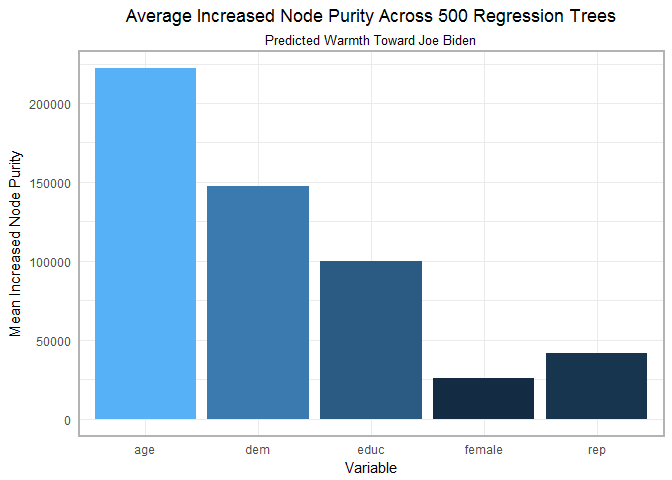 Average Increased Node Purity Across 500 Regression Trees
Predicted Warmth Toward Joe Biden
Mean Increased Node Purity
200000
150000
100000
50000
0
age dem educ female rep
Variable